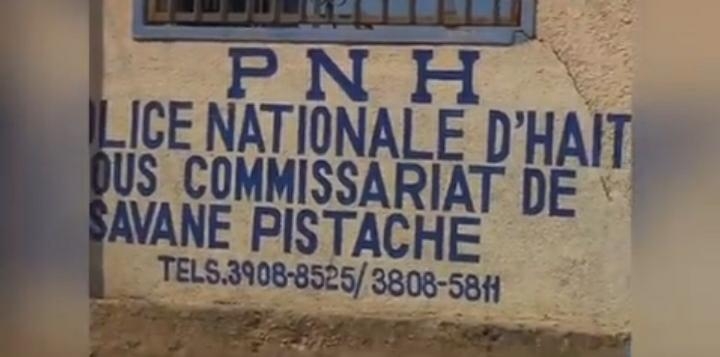 PNH
OLICE NATIONALE D'HAIT
OUS COMMISSARIAT DE
SAVANE PISTACHE
TELS.3908-8525/3808-5811